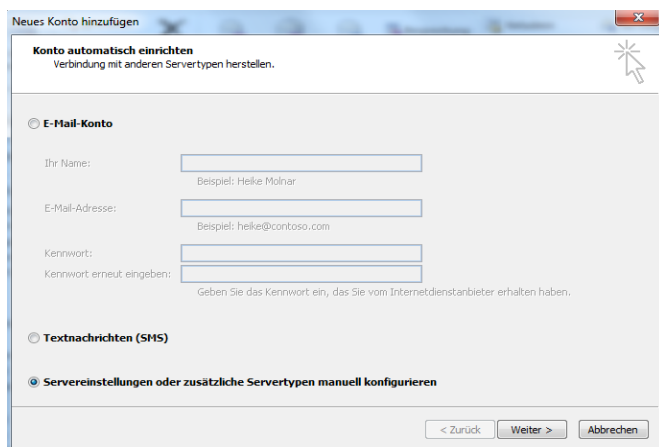 Neues Konto hinzufügen
Konto automatisch einrichten
Verbindung mit anderen Servertypen herstellen.
E-Mail-Konto
Ihr Name:
Beispiel: Heike Molnar
E-Mail-Adresse:
Beispiel: heike@contoso.com
Kennwort:
Kennwort erneut eingeben:
Geben Sie das Kennwort ein, das Sie vom Internetdienstanbieter erhalten haben.
Textnachrichten (SMS)
Servereinstellungen oder zusätzliche Servertypen manuell konfigurieren
< Zurück Weiter > Abbrechen